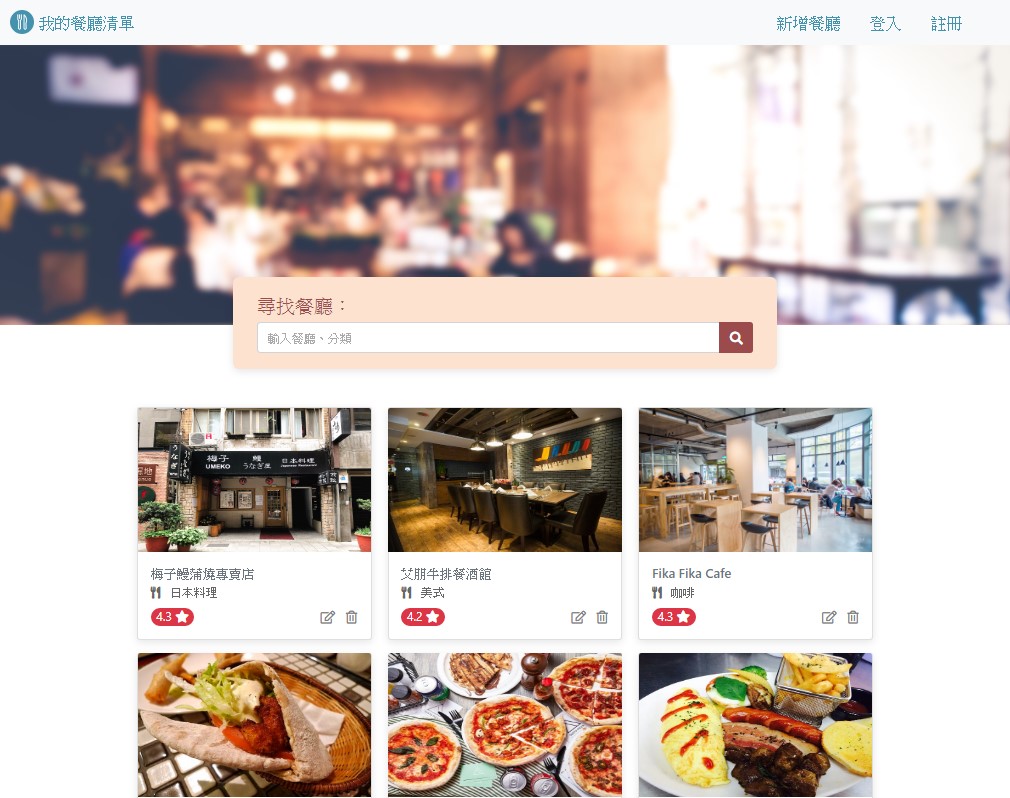 我的餐廳清單
新增餐廳 登入 註冊
尋找餐廳：
輸入餐廳、分類
梅子 鰻 日本料理
UMEKO うなぎ屋 Japanese Restaurant
梅子鰻蒲燒專賣店
日本料理
4.3
艾朋牛排餐酒館
美式
4.2
Fika Fika Cafe
咖啡
4.3